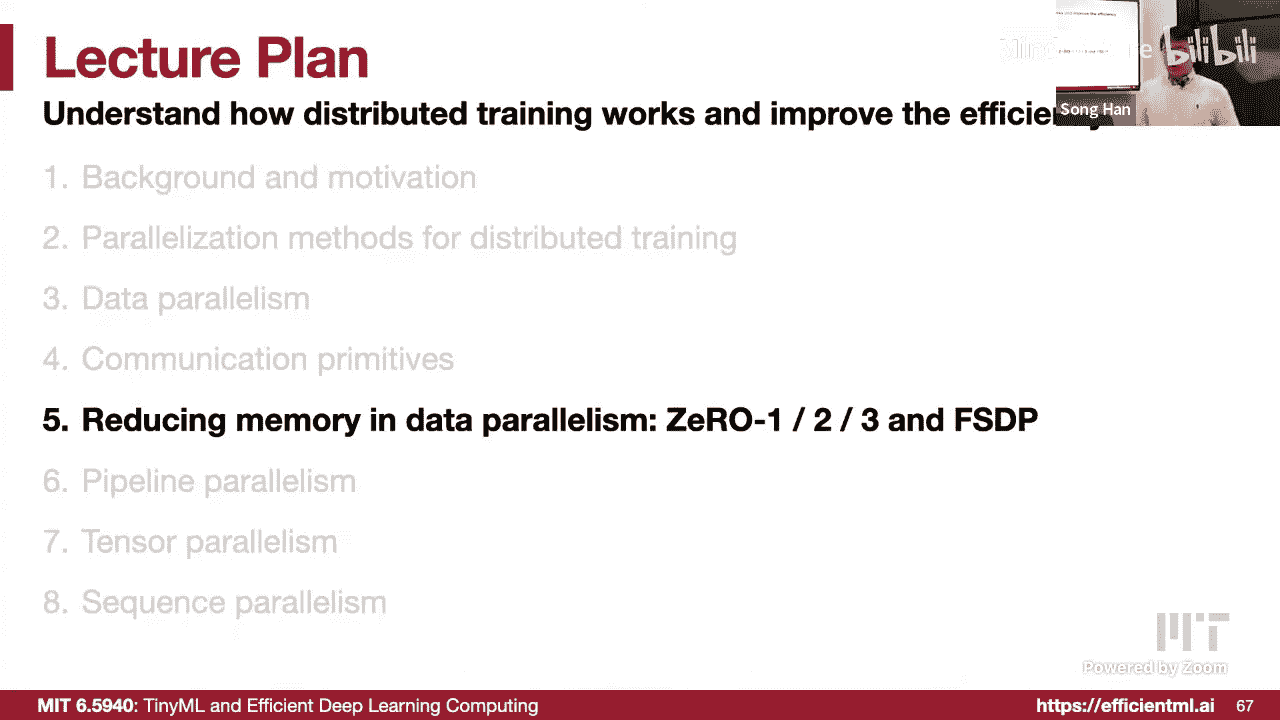 Lecture Plan
Understand how distributed training works and improve the
Song Han
bilibili
1. Background and motivation
2. Parallelization methods for distributed training
3. Data parallelism
4. Communication primitives
5. Reducing memory in data parallelism: ZeRO-1 / 2 / 3 and FSDP
6. Pipeline parallelism
7. Tensor parallelism
8. Sequence parallelism
MIT
Powered by Zoom
MIT 6.5940: TinyML and Efficient Deep Learning Computing
https://efficientml.ai
67